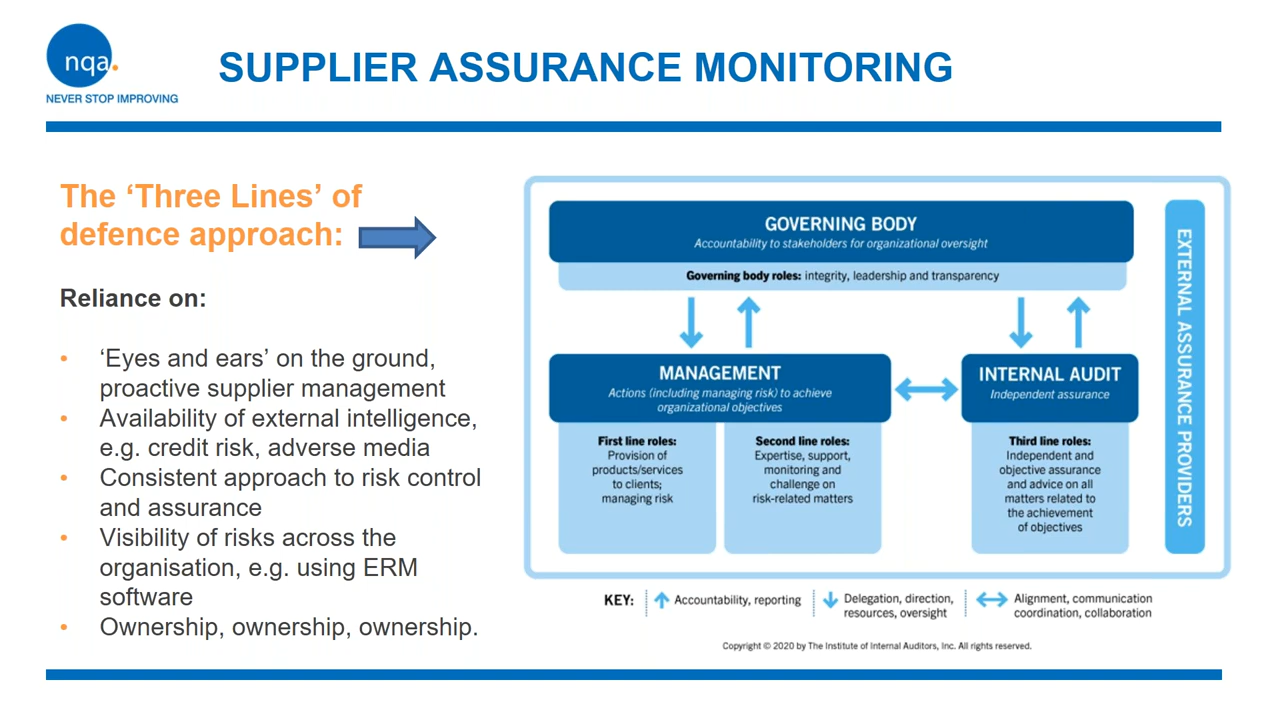 nqa.
NEVER STOP IMPROVING
SUPPLIER ASSURANCE MONITORING
The ‘Three Lines’ of
defence approach:
Reliance on:
• ‘Eyes and ears’ on the ground,
proactive supplier management
• Availability of external intelligence,
e.g. credit risk, adverse media
• Consistent approach to risk control
and assurance
• Visibility of risks across the
organisation, e.g. using ERM
software
• Ownership, ownership, ownership.
GOVERNING BODY
Accountability to stakeholders for organizational oversight
Governing body roles: integrity, leadership and transparency
MANAGEMENT
Actions (including managing risk) to achieve
organizational objectives
First line roles:
Provision of
products/services
to clients;
managing risk
Second line roles:
Expertise, support,
monitoring and
challenge on
risk-related matters
INTERNAL AUDIT
Independent assurance
Third line roles:
Independent and
objective assurance
and advice on all
matters related to
the achievement
of objectives
EXTERNAL ASSURANCE PROVIDERS
KEY:
Accountability, reporting
Delegation, direction,
resources, oversight
Alignment, communication
coordination, collaboration
Copyright © 2020 by The Institute of Internal Auditors, Inc. All rights reserved.